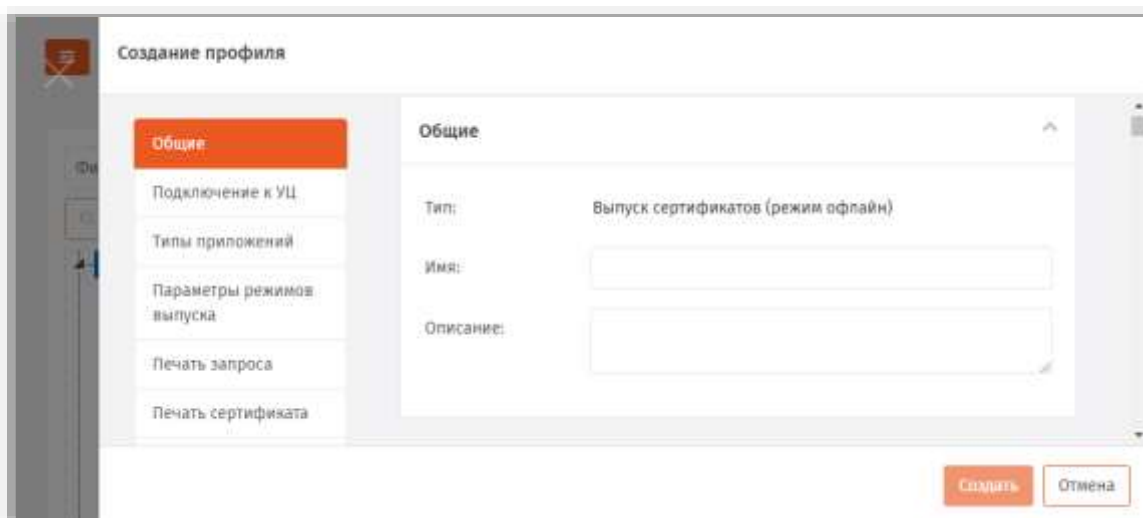 Создание профиля
Общие
Подключение к УЦ
Типы приложений
Параметры режимов
выпуска
Печать запроса
Печать сертификата
Общие
Тип:
Выпуск сертификатов (режим офлайн)
Имя:
Описание:
Создать
Отмена